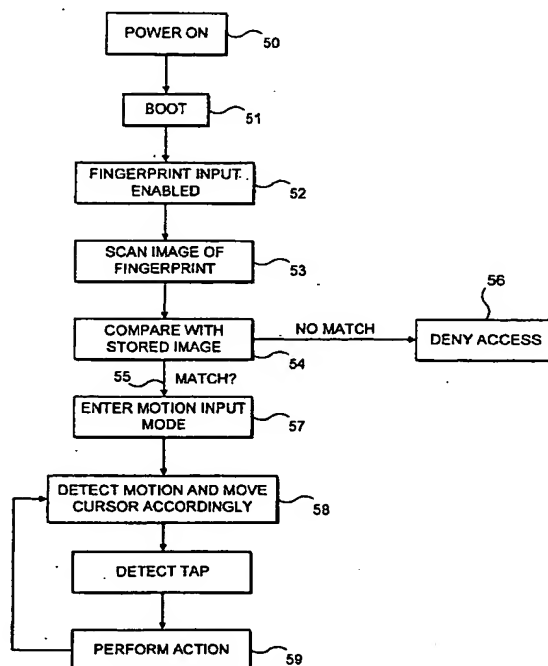 POWER ON
50
BOOT
51
FINGERPRINT INPUT
ENABLED
52
SCAN IMAGE OF
FINGERPRINT
53
COMPARE WITH
STORED IMAGE
54
NO MATCH
56
DENY ACCESS
55
MATCH?
ENTER MOTION INPUT
MODE
57
DETECT MOTION AND MOVE
CURSOR ACCORDINGLY
58
DETECT TAP
PERFORM ACTION
59